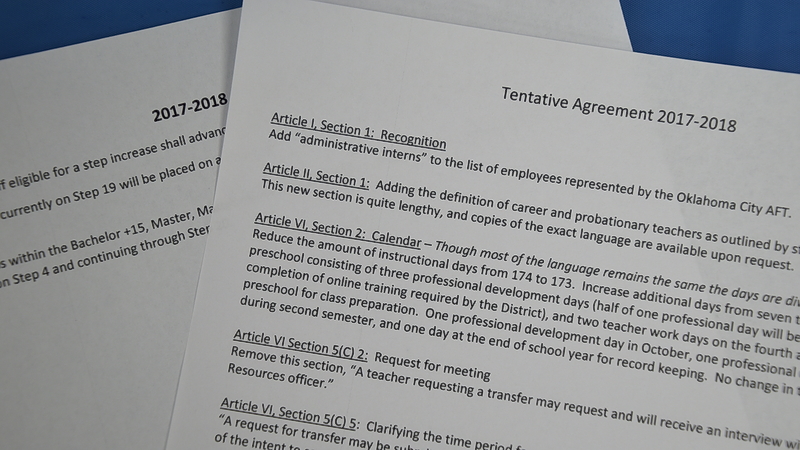 2017-2018
eligible for a step increase shall
currently on Step 19 will be placed on
within the Bachelor +15, Master,
on Step 4 and continuing through
Tentative Agreement 2017-2018
Article I, Section 1: Recognition
Add “administrative interns” to the list of employees represented by the Oklahoma City AFT.
Article II, Section 1: Adding the definition of career and probationary teachers as outlined by
This new section is quite lengthy, and copies of the exact language are available upon request.
Article VI, Section 2: Calendar – Though most of the language remains the same the days are
Reduce the amount of instructional days from 174 to 173. Increase additional days from seven
preschool consisting of three professional development days (half of one professional day will be
completion of online training required by the District), and two teacher work days on the fourth
preschool for class preparation. One professional development day in October, one professional
during second semester, and one day at the end of school year for record keeping. No change in
Article VI Section 5(C) 2: Request for meeting
Remove this section, “A teacher requesting a transfer may request and will receive an interview
Resources officer.”
Article VI, Section 5(C) 5: Clarifying the time period
“A request for transfer may be
of the intent to